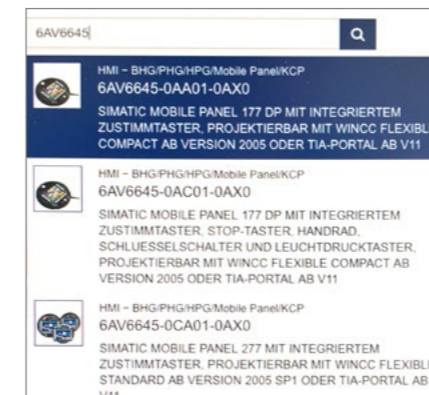 6AV6645
HMI – BHG/PHG/HPG/Mobile Panel/KCP
6AV6645-0AA01-0AX0
SIMATIC MOBILE PANEL 177 DP MIT INTEGRIERTEM
ZUSTIMMTASTER, PROJEKTIERBAR MIT WINCC FLEXIBL
COMPACT AB VERSION 2005 ODER TIA-PORTAL AB V11
HMI – BHG/PHG/HPG/Mobile Panel/KCP
6AV6645-0AC01-0AX0
SIMATIC MOBILE PANEL 177 DP MIT INTEGRIERTEM
ZUSTIMMTASTER, STOP-TASTER, HANDRAD,
SCHLUESSELSCHALTER UND LEUCHTDRUCKTASTER,
PROJEKTIERBAR MIT WINCC FLEXIBLE COMPACT AB
VERSION 2005 ODER TIA-PORTAL AB V11
HMI – BHG/PHG/HPG/Mobile Panel/KCP
6AV6645-0CA01-0AX0
SIMATIC MOBILE PANEL 277 MIT INTEGRIERTEM
ZUSTIMMTASTER, PROJEKTIERBAR MIT WINCC FLEXIBL
STANDARD AB VERSION 2005 SP1 ODER TIA-PORTAL AB